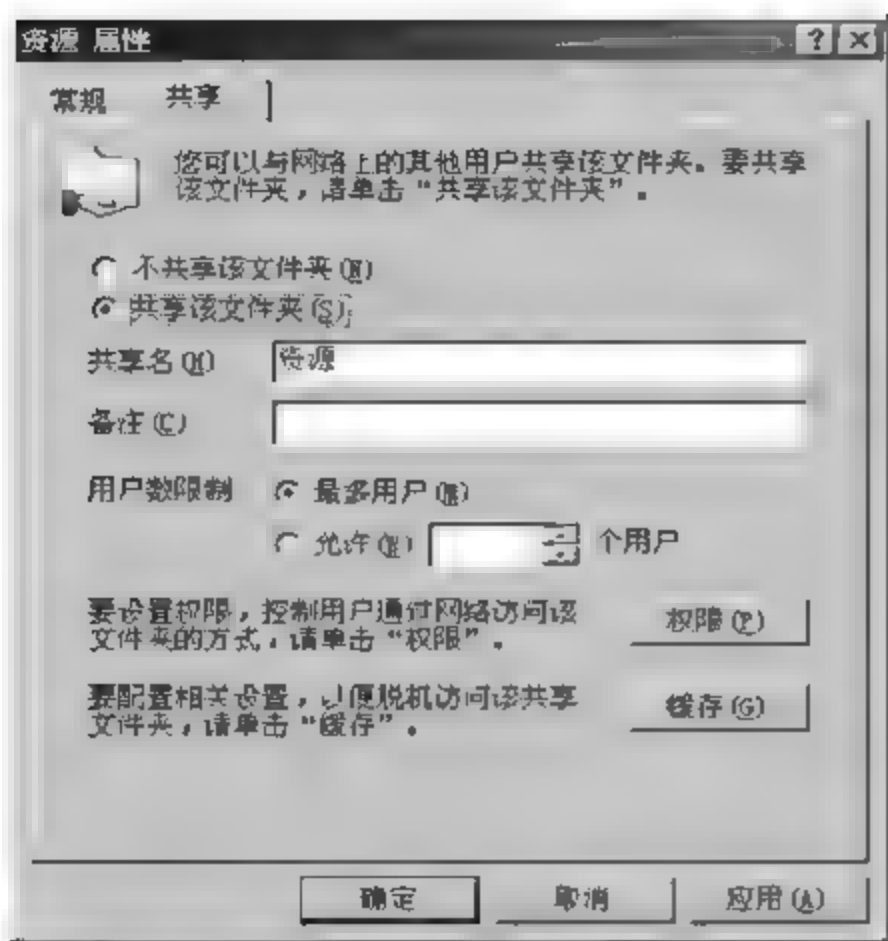 资源 属性
常规 共享
您可以与网络上的其他用户共享该文件夹。要共享
该文件夹，请单击“共享该文件夹”。
不共享该文件夹(N)
共享该文件夹(S)
共享名(H)
资源
备注(C)
用户数限制
最多用户(M)
允许(W) 个用户
要设置权限，控制用户通过网络访问该
文件夹的方式，请单击“权限”。
权限(P)
要配置相关设置，以便脱机访问该共享
文件夹，请单击“缓存”。
缓存(G)
确定 取消 应用(A)